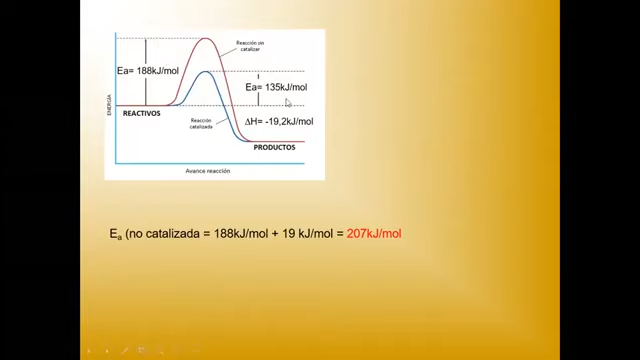 Reacción sin
catalizar
Ea= 188kJ/mol
Ea= 135kJ/mol
ENERGÍA
REACTIVOS
Reacción
catalizada
ΔH= -19,2kJ/mol
PRODUCTOS
Avance reacción
Ea (no catalizada = 188kJ/mol + 19 kJ/mol = 207kJ/mol